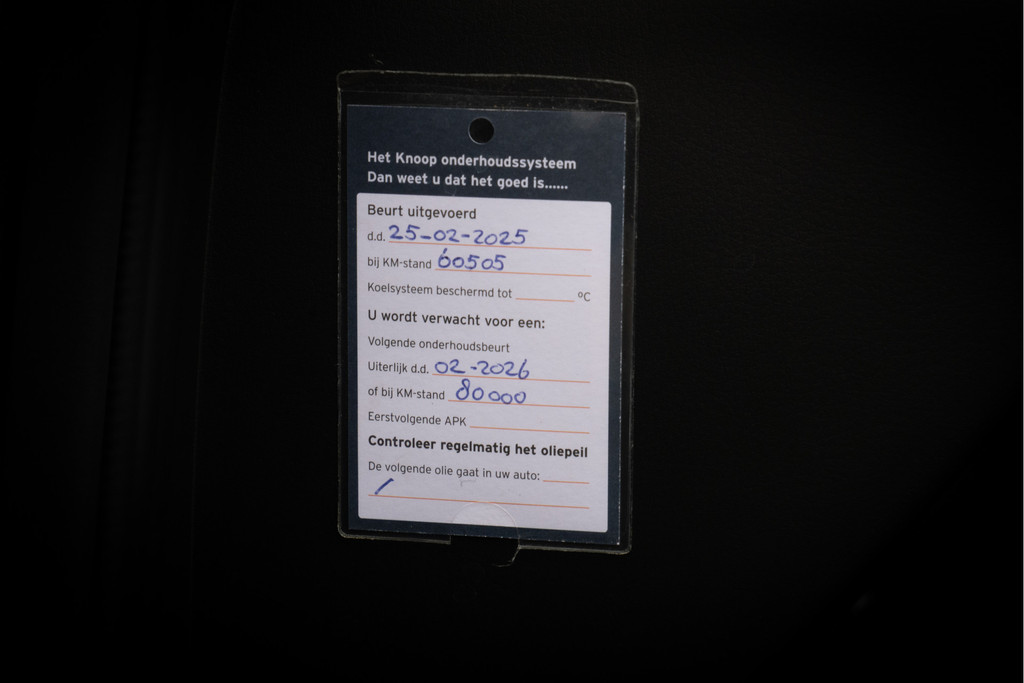 Het Knoop onderhoudssysteem
Dan weet u dat het goed is......
Beurt uitgevoerd
d.d. 25-02-2025
bij KM-stand 60505
Koelsysteem beschermd tot ______ °C
U wordt verwacht voor een:
Volgende onderhoudsbeurt
Uiterlijk d.d. 02-2026
of bij KM-stand 80000
Eerstvolgende APK
Controleer regelmatig het oliepeil
De volgende olie gaat in uw auto:
/